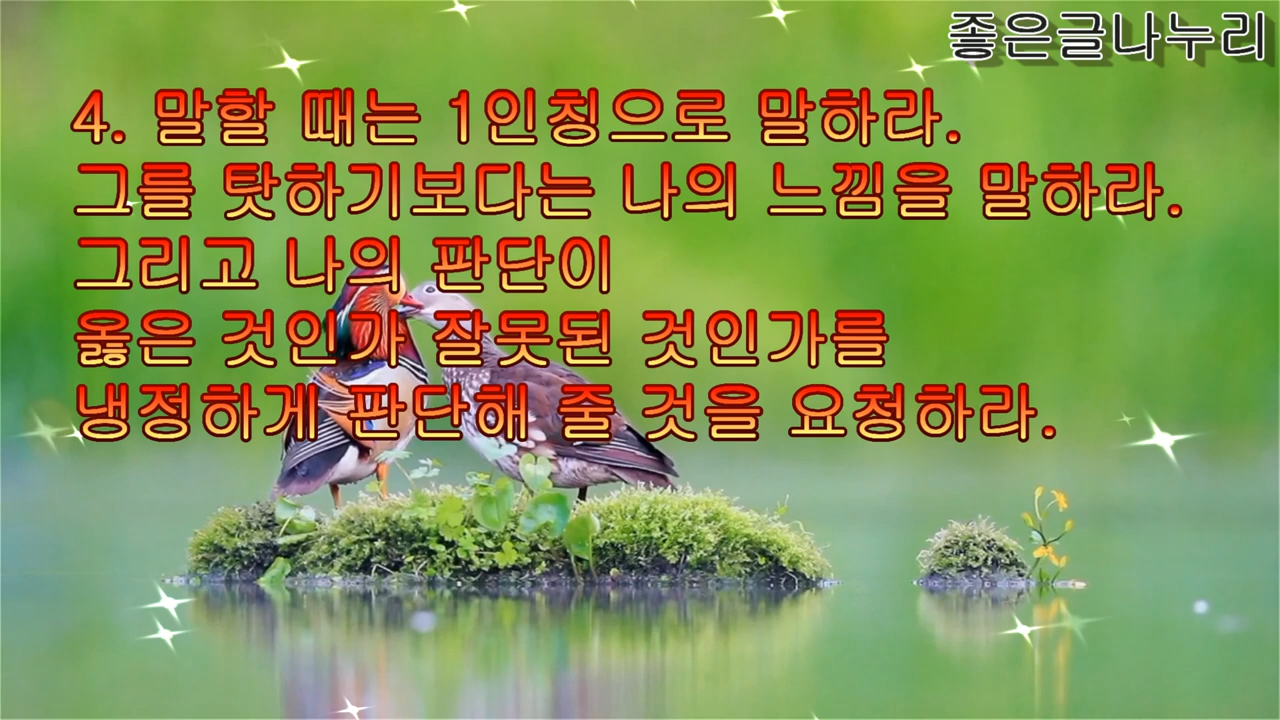 좋은글나누리
4. 말할 때는 1인칭으로 말하라.
그를 탓하기보다는 나의 느낌을 말하라.
그리고 나의 판단이
옳은 것인가 잘못된 것인가를
냉정하게 판단해 줄 것을 요청하라.